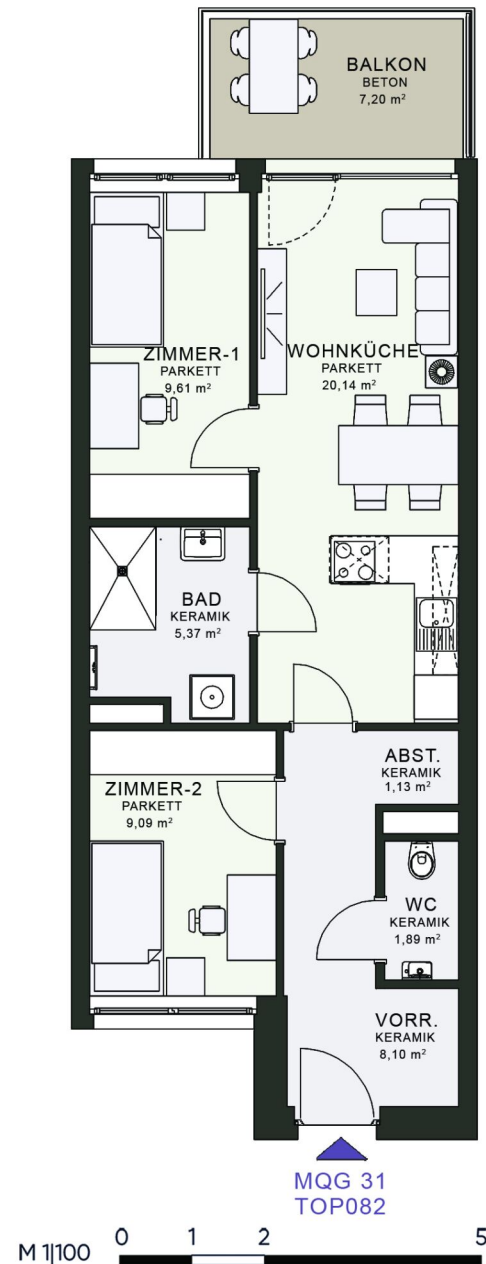 BALKON
BETON
7,20 m²
ZIMMER-1
PARKETT
9,61 m²
WOHNKÜCHE
PARKETT
20,14 m²
BAD
KERAMIK
5,37 m²
ABST.
KERAMIK
1,13 m²
ZIMMER-2
PARKETT
9,09 m²
WC
KERAMIK
1,89 m²
VORR.
KERAMIK
8,10 m²
MQG 31
TOP082
M 1|100 0 1 2 5